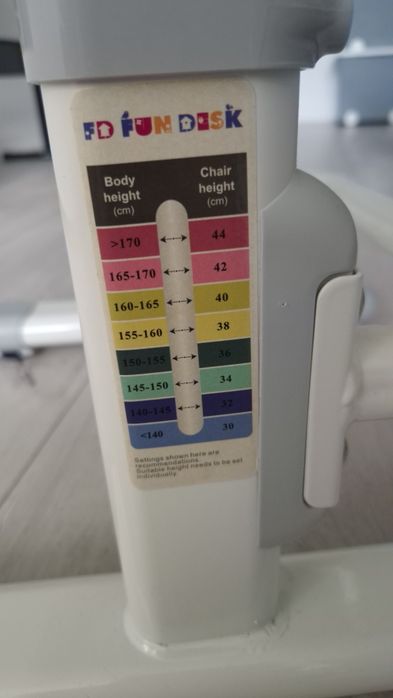 FD FUN DESK
Body height (cm) Chair height (cm)
>170 44
165-170 42
160-165 40
155-160 38
150-155 36
145-150 34
140-145 32
<140 30
Settings shown here are
recommendations.
Suitable height needs to be set
individually.